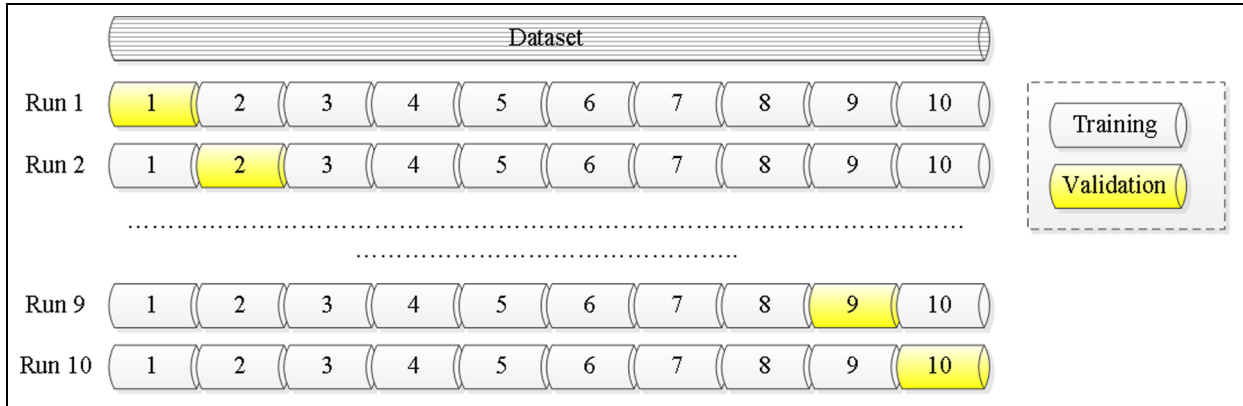 Dataset
Run 1 1 2 3 4 5 6 7 8 9 10
Run 2 1 2 3 4 5 6 7 8 9 10
……………………………………………………………………………………………
………………………………………..
Run 9 1 2 3 4 5 6 7 8 9 10
Run 10 1 2 3 4 5 6 7 8 9 10
Training
Validation